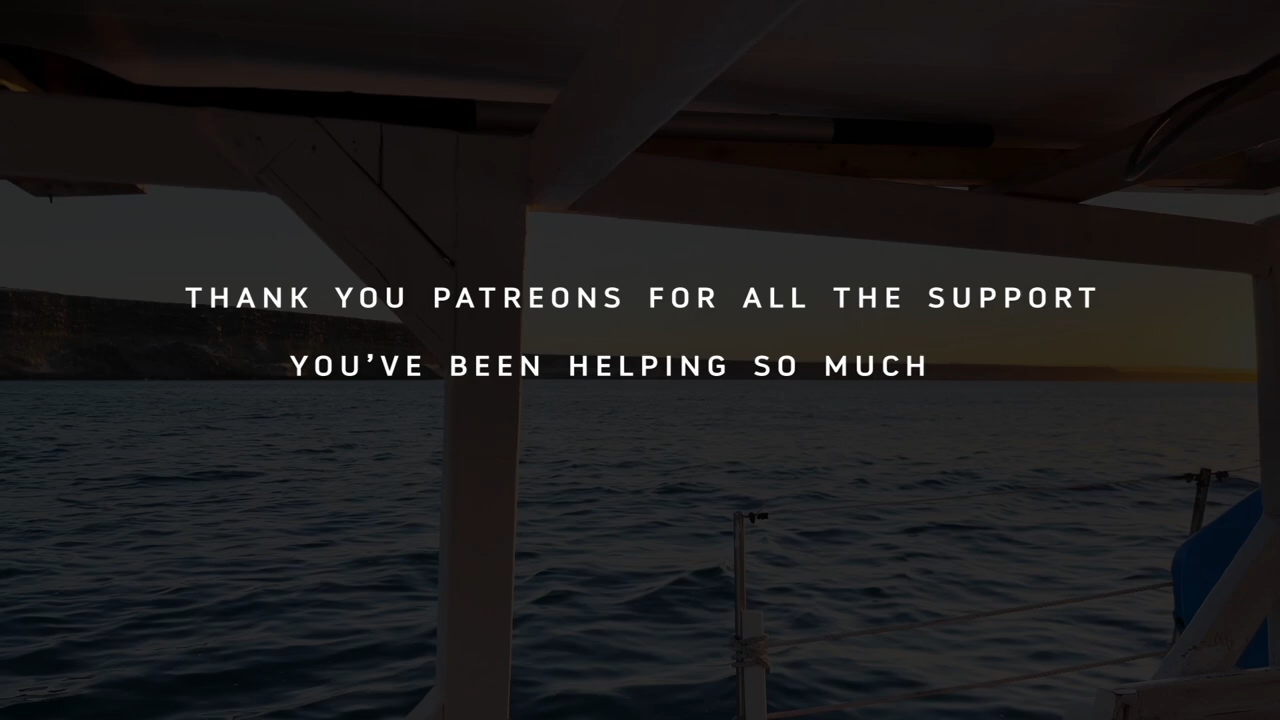 THANK YOU PATREONS FOR ALL THE SUPPORT
YOU’VE BEEN HELPING SO MUCH